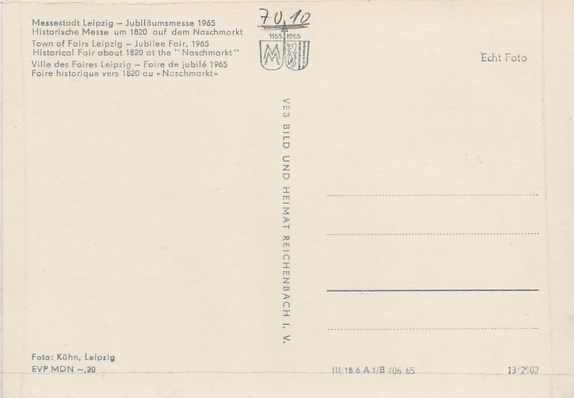 Messestadt Leipzig – Jubiläumsmesse 1965
Historische Messe um 1820 auf dem Naschmarkt
Town of Fairs Leipzig – Jubilee Fair, 1965
Historical Fair about 1820 at the "Naschmarkt"
Ville des Foires Leipzig – Foire de jubilé 1965
Foire historique vers 1820 au «Naschmarkt»
70,10
1165 1965
MM
Echt Foto
VEB BILD UND HEIMAT REICHENBACH I. V.
Foto: Kühn, Leipzig
EVP MDN –,20
III/18/6 A 1/B 406 65